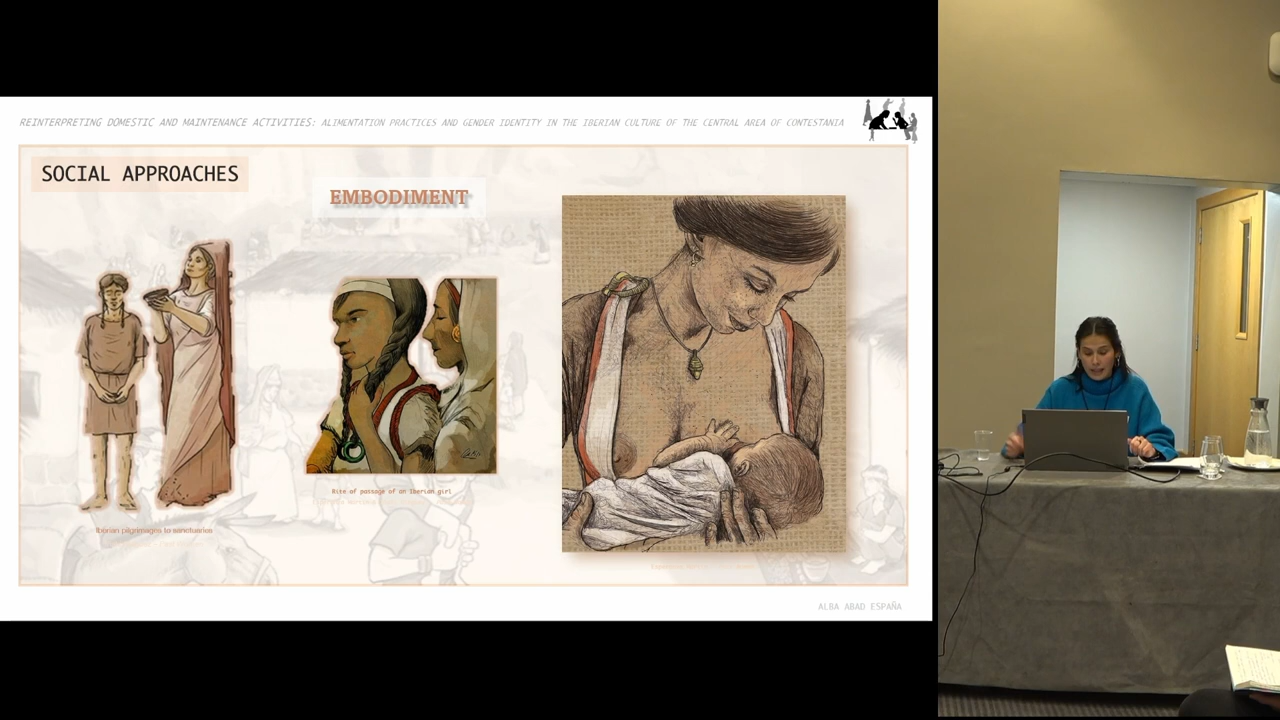 REINTERPRETING DOMESTIC AND MAINTENANCE ACTIVITIES: ALIMENTATION PRACTICES AND GENDER IDENTITY IN THE IBERIAN CULTURE OF THE CENTRAL AREA OF CONTESTANIA
SOCIAL APPROACHES
EMBODIMENT
Rite of passage of an Iberian girl
Iberian pilgrimages to sanctuaries
ALBA ABAD ESPAÑA